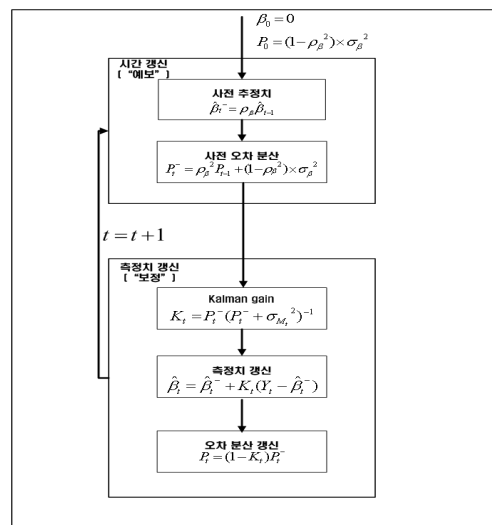 β₀ = 0
P₀ = (1−ρ_β²)×σ_β²
시간 갱신
( "예보")
사전 추정치
β̂_t⁻ = ρ_β β̂_{t-1}
사전 오차 분산
P_t⁻ = ρ_β² P_{t-1} + (1−ρ_β²)×σ_β²
t = t + 1
측정치 갱신
( "보정")
Kalman gain
K_t = P_t⁻(P_t⁻ + σ_{M_t}²)⁻¹
측정치 갱신
β̂_t = β̂_t⁻ + K_t(Y_t − β̂_t⁻)
오차 분산 갱신
P_t = (1−K_t)P_t⁻